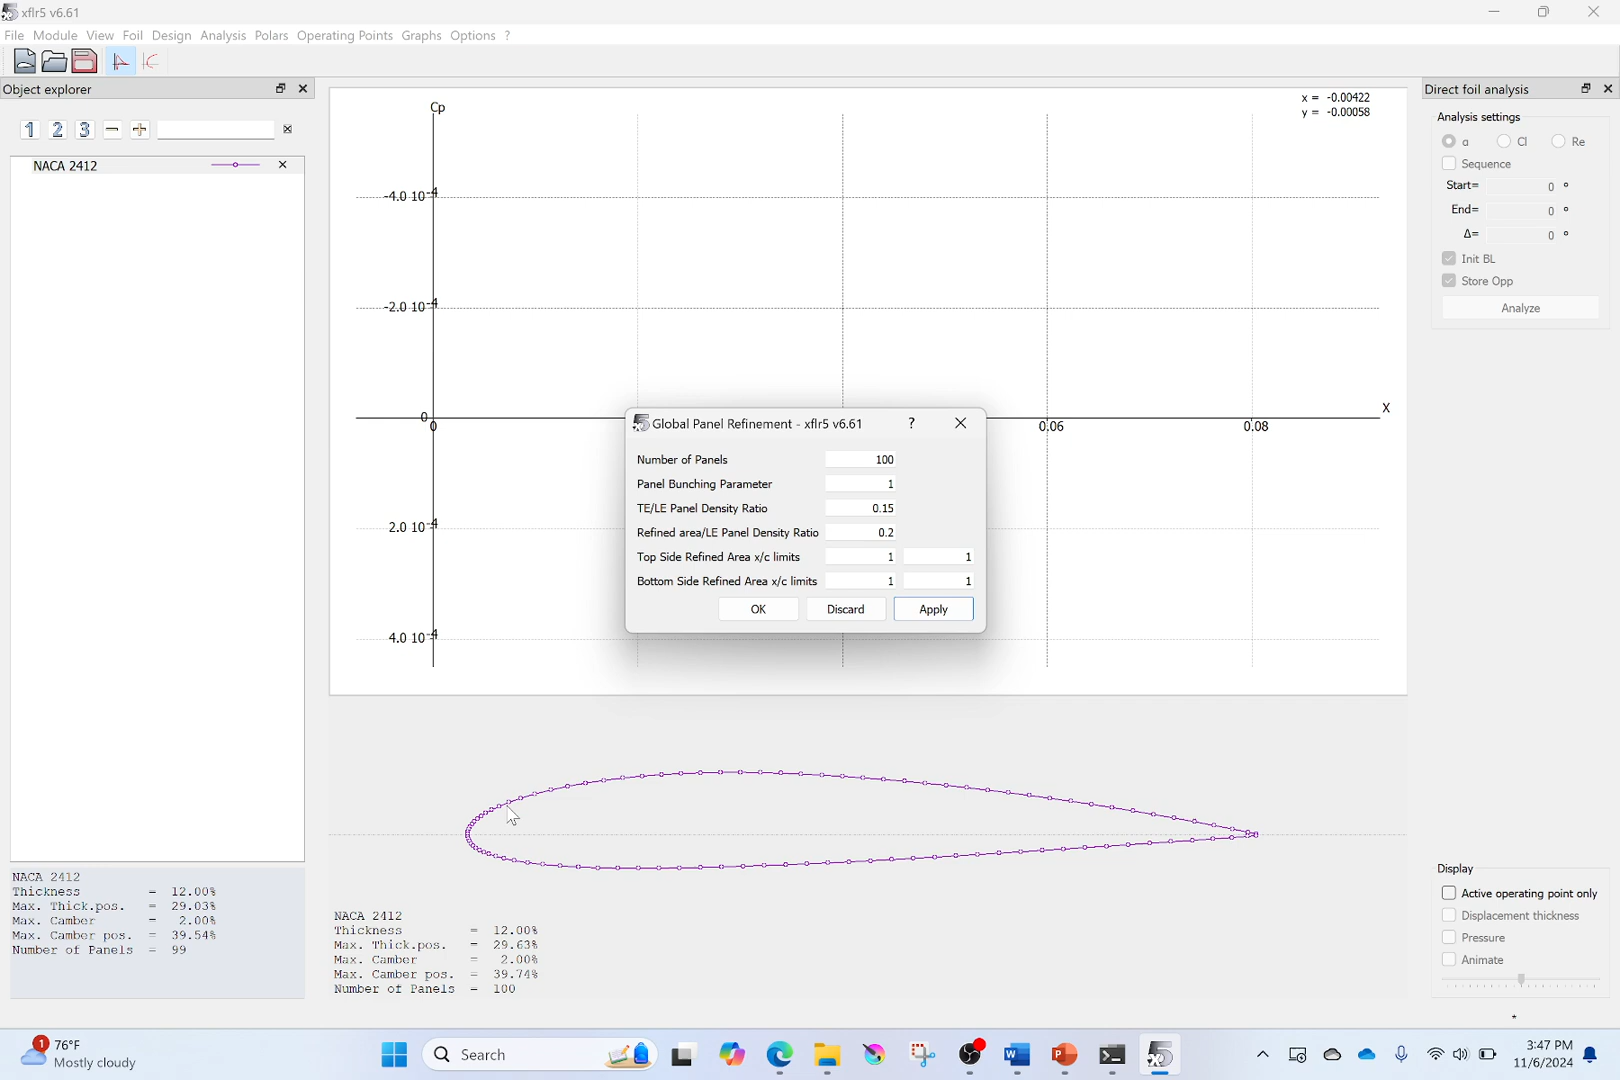 xflr5 v6.61
File Module View Foil Design Analysis Polars Operating Points Graphs Options ?
Object explorer
1 2 3
NACA 2412
NACA 2412
Thickness = 12.00%
Max. Thick.pos. = 29.03%
Max. Camber = 2.00%
Max. Camber pos. = 39.54%
Number of Panels = 99
Cp
x = -0.00422
y = -0.00058
-4.0 10-4
-2.0 10-4
0
0
2.0 10-4
4.0 10-4
0.06
0.08
X
Global Panel Refinement - xflr5 v6.61 ?
Number of Panels 100
Panel Bunching Parameter 1
TE/LE Panel Density Ratio 0.15
Refined area/LE Panel Density Ratio 0.2
Top Side Refined Area x/c limits 1 1
Bottom Side Refined Area x/c limits 1 1
OK Discard Apply
NACA 2412
Thickness = 12.00%
Max. Thick.pos. = 29.63%
Max. Camber = 2.00%
Max. Camber pos. = 39.74%
Number of Panels = 100
Direct foil analysis
Analysis settings
α Cl Re
Sequence
Start= 0 °
End= 0 °
Δ= 0 °
Init BL
Store Opp
Analyze
Display
Active operating point only
Displacement thickness
Pressure
Animate
*
1
76°F
Mostly cloudy
Search
3:47 PM
11/6/2024